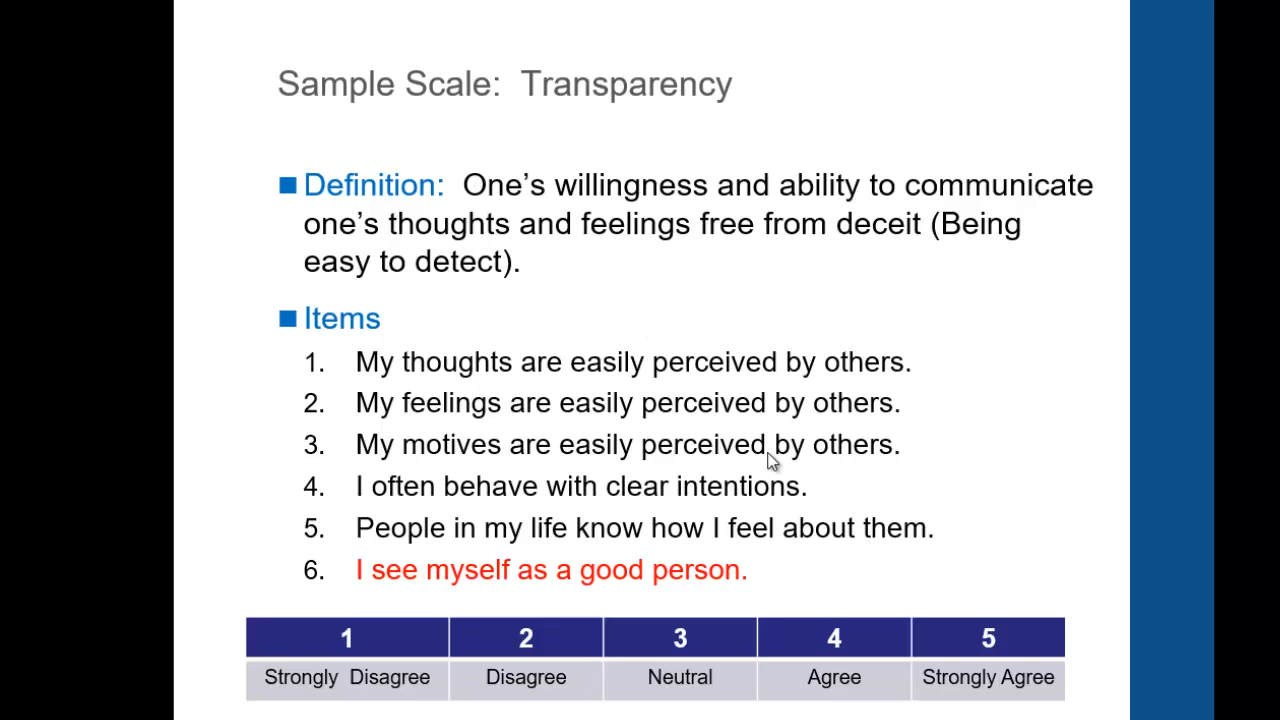 Sample Scale: Transparency
Definition: One's willingness and ability to communicate
one's thoughts and feelings free from deceit (Being
easy to detect).
Items
1. My thoughts are easily perceived by others.
2. My feelings are easily perceived by others.
3. My motives are easily perceived by others.
4. I often behave with clear intentions.
5. People in my life know how I feel about them.
6. I see myself as a good person.
1 2 3 4 5
Strongly Disagree Disagree Neutral Agree Strongly Agree